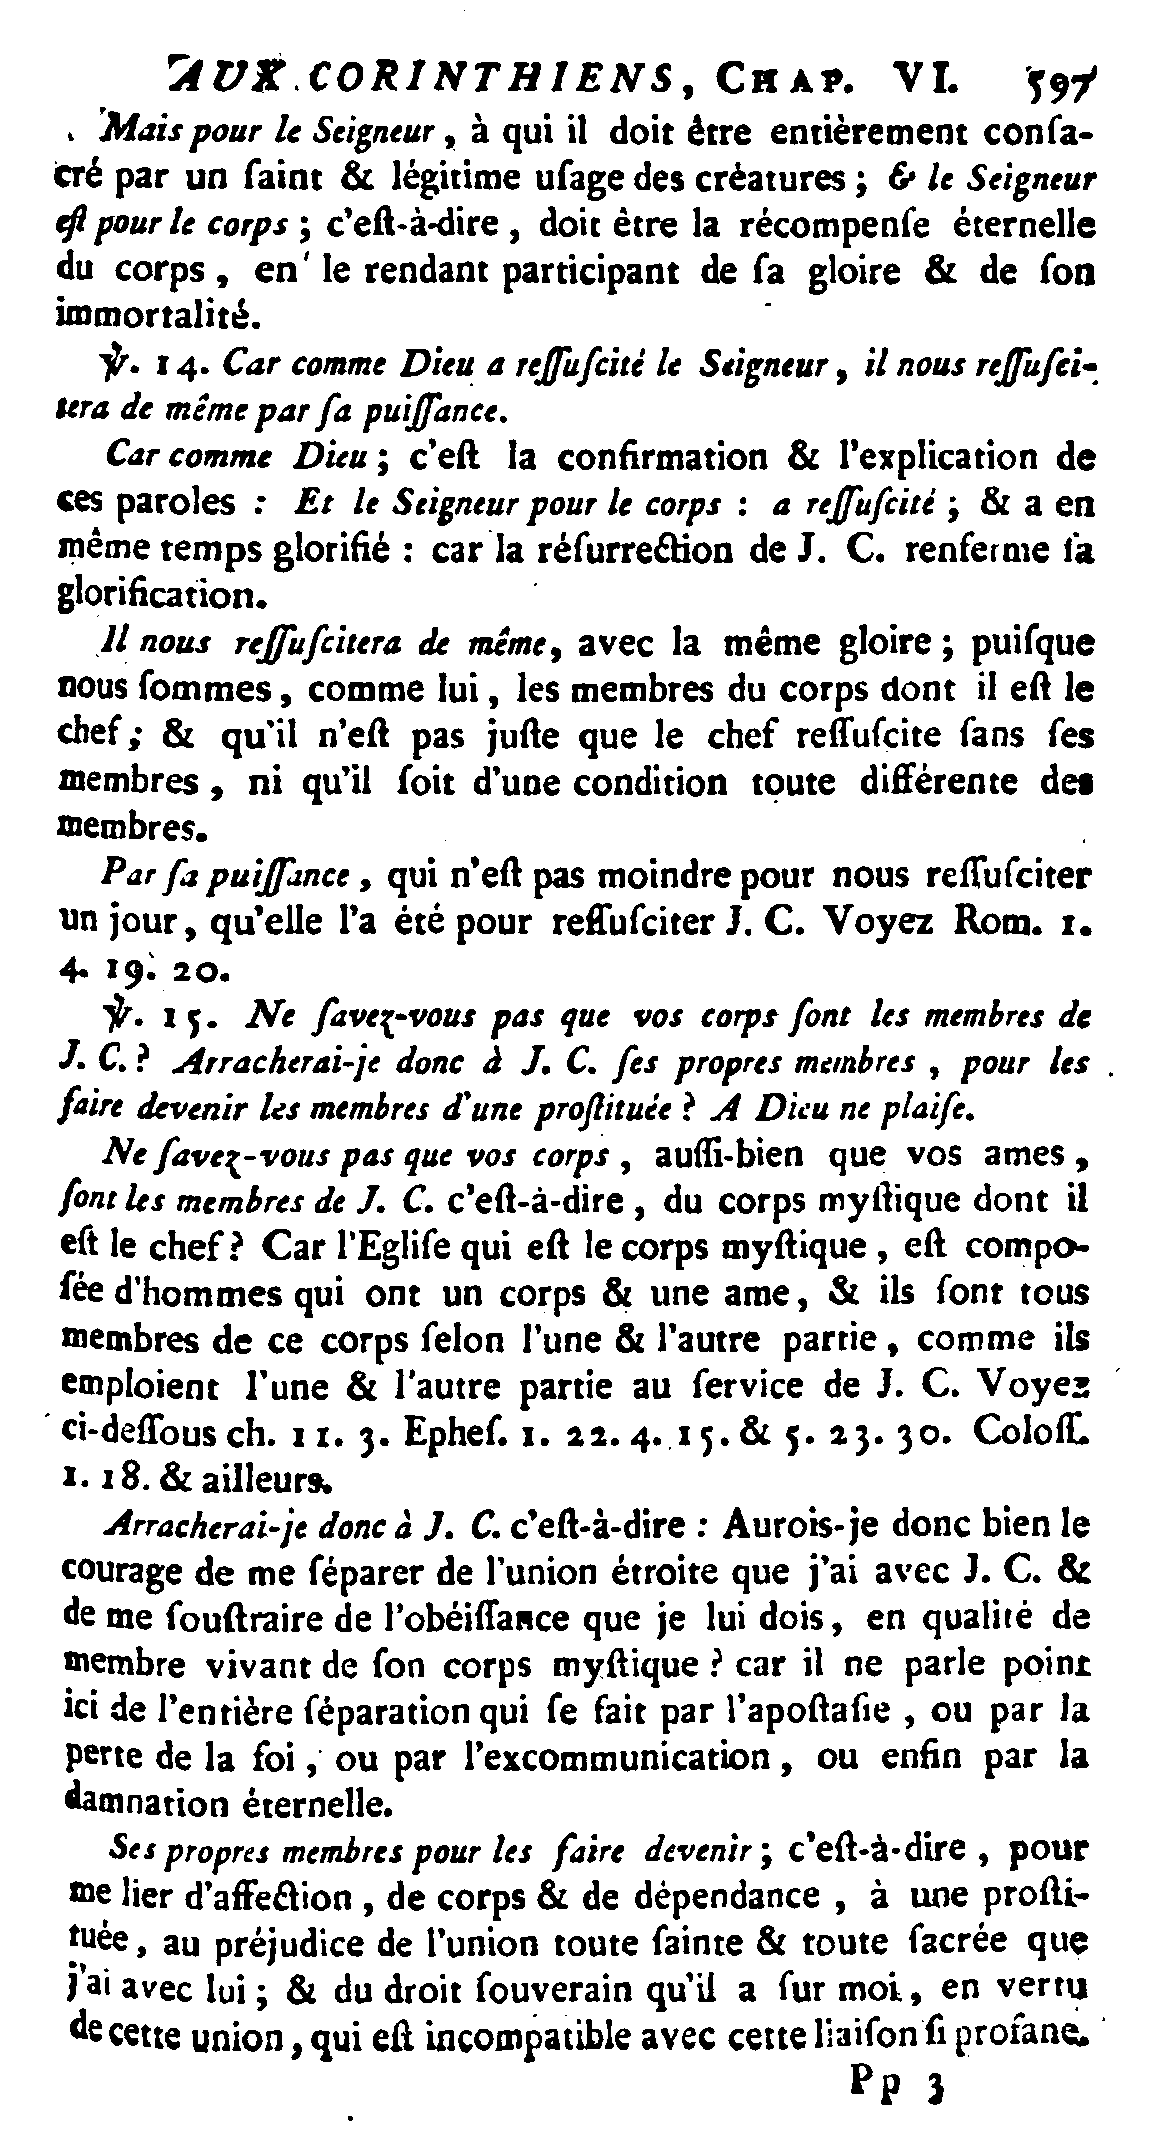 AUX CORINTHIENS, CHAP. VI. 597
Mais pour le Seigneur, à qui il doit être entièrement conſa-
cré par un ſaint & légitime uſage des créatures ; & le Seigneur
eſt pour le corps ; c'eſt-à-dire, doit être la récompenſe éternelle
du corps, en le rendant participant de ſa gloire & de ſon
immortalité.
℣. 14. Car comme Dieu a reſſuſcité le Seigneur, il nous reſſuſci-
tera de même par ſa puiſſance.
Car comme Dieu ; c'eſt la confirmation & l'explication de
ces paroles : Et le Seigneur pour le corps : a reſſuſcité ; & a en
même temps glorifié : car la réſurrection de J. C. renferme ſa
glorification.
Il nous reſſuſcitera de même, avec la même gloire ; puiſque
nous ſommes, comme lui, les membres du corps dont il eſt le
chef ; & qu'il n'eſt pas juſte que le chef reſſuſcite ſans ſes
membres, ni qu'il ſoit d'une condition toute différente des
membres.
Par ſa puiſſance, qui n'eſt pas moindre pour nous reſſuſciter
un jour, qu'elle l'a été pour reſſuſciter J. C. Voyez Rom. 1.
4. 19. 20.
℣. 15. Ne ſavez-vous pas que vos corps ſont les membres de
J. C. ? Arracherai-je donc à J. C. ſes propres membres, pour les
faire devenir les membres d'une proſtituée ? A Dieu ne plaiſe.
Ne ſavez-vous pas que vos corps, auſſi-bien que vos ames,
ſont les membres de J. C. c'eſt-à-dire, du corps myſtique dont il
eſt le chef ? Car l'Egliſe qui eſt le corps myſtique, eſt compo-
ſée d'hommes qui ont un corps & une ame, & ils ſont tous
membres de ce corps ſelon l'une & l'autre partie, comme ils
emploient l'une & l'autre partie au ſervice de J. C. Voyez
ci-deſſous ch. 11. 3. Epheſ. 1. 22. 4. 15. & 5. 23. 30. Coloſſ.
1. 18. & ailleurs.
Arracherai-je donc à J. C. c'eſt-à-dire : Aurois-je donc bien le
courage de me ſéparer de l'union étroite que j'ai avec J. C. &
de me ſouſtraire de l'obéiſſance que je lui dois, en qualité de
membre vivant de ſon corps myſtique ? car il ne parle point
ici de l'entière ſéparation qui ſe fait par l'apoſtaſie, ou par la
perte de la foi, ou par l'excommunication, ou enfin par la
damnation éternelle.
Ses propres membres pour les faire devenir ; c'eſt-à-dire, pour
me lier d'affection, de corps & de dépendance, à une proſti-
tuée, au préjudice de l'union toute ſainte & toute ſacrée que
j'ai avec lui ; & du droit ſouverain qu'il a ſur moi, en vertu
de cette union, qui eſt incompatible avec cette liaiſon ſi profane.
Pp 3